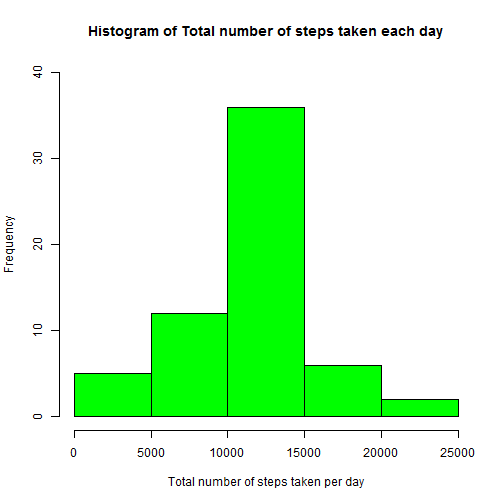 Histogram of Total number of steps taken each day
Frequency
40
30
20
10
0
0 5000 10000 15000 20000 25000
Total number of steps taken per day